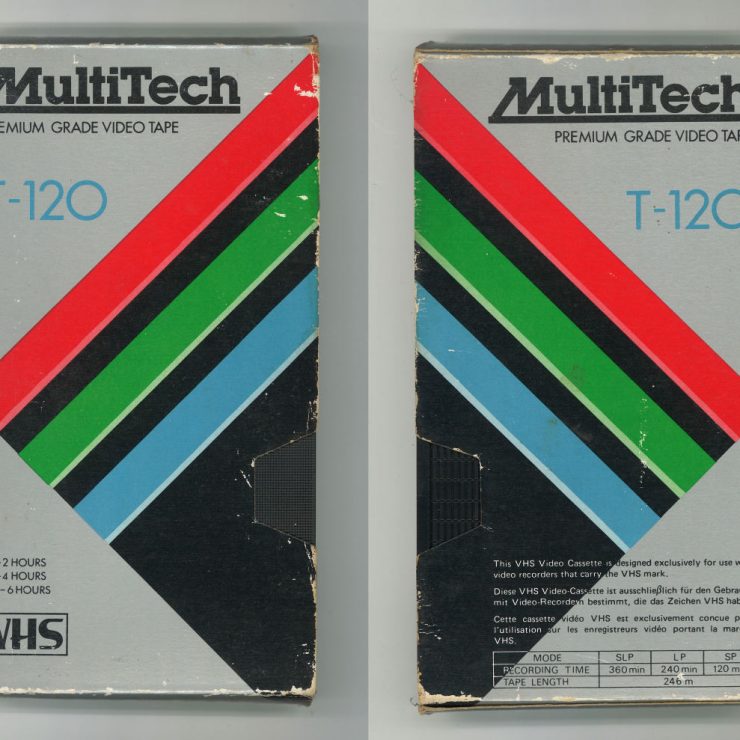 MultiTech
EMIUM GRADE VIDEO TAPE
T-120
-2 HOURS
-4 HOURS
-6 HOURS
VHS
MultiTech
PREMIUM GRADE VIDEO TAP
T-120
This VHS Video Cassette is designed exclusively for use w
video recorders that carry the VHS mark.
Diese VHS Video-Cassette ist ausschließlich für den Gebrau
mit Video-Recordern bestimmt, die das Zeichen VHS hab
Cette cassette vidéo VHS est exclusivement concue p
l'utilisation sur les enregistreurs vidéo portant la mar
VHS.
MODE SLP LP SP
RECORDING TIME 360 min 240 min 120 m
TAPE LENGTH 246 m